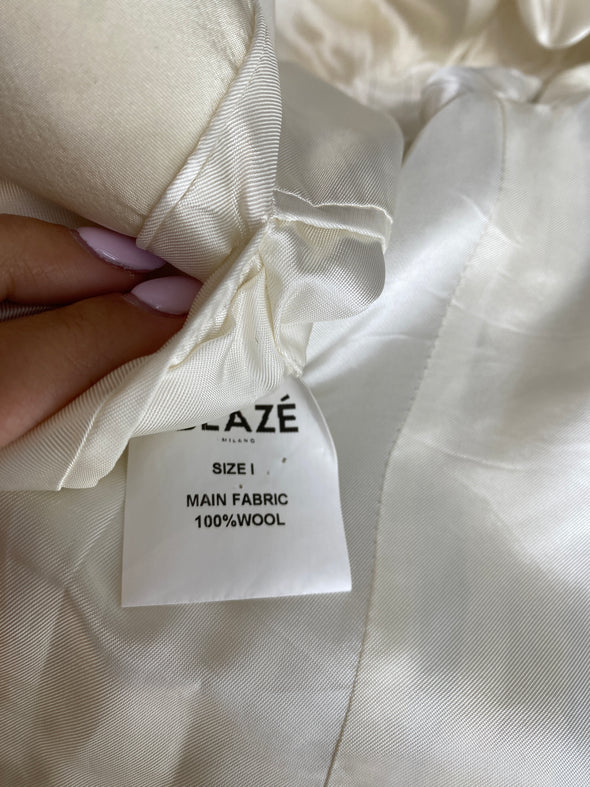 BLAZÉ
MILANO
SIZE I
MAIN FABRIC
100%WOOL